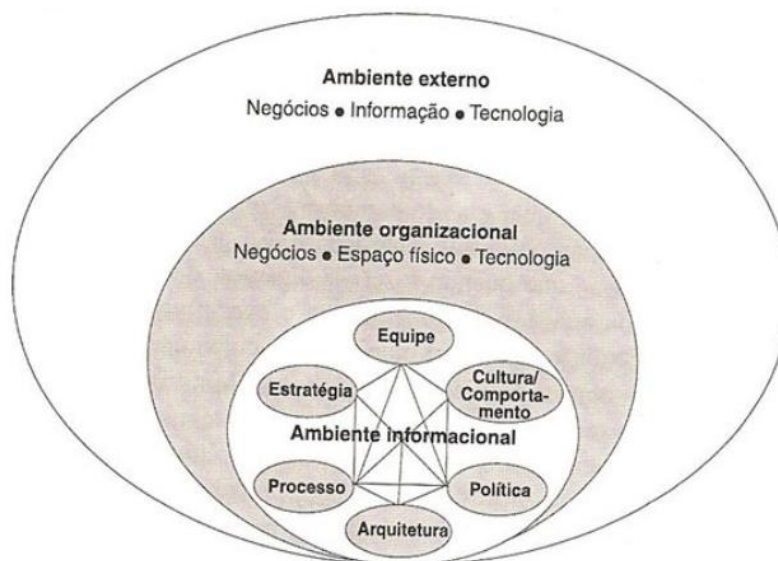 Ambiente externo
Negócios • Informação • Tecnologia
Ambiente organizacional
Negócios • Espaço físico • Tecnologia
Equipe
Estratégia
Cultura/
Comporta-
mento
Ambiente informacional
Processo
Política
Arquitetura